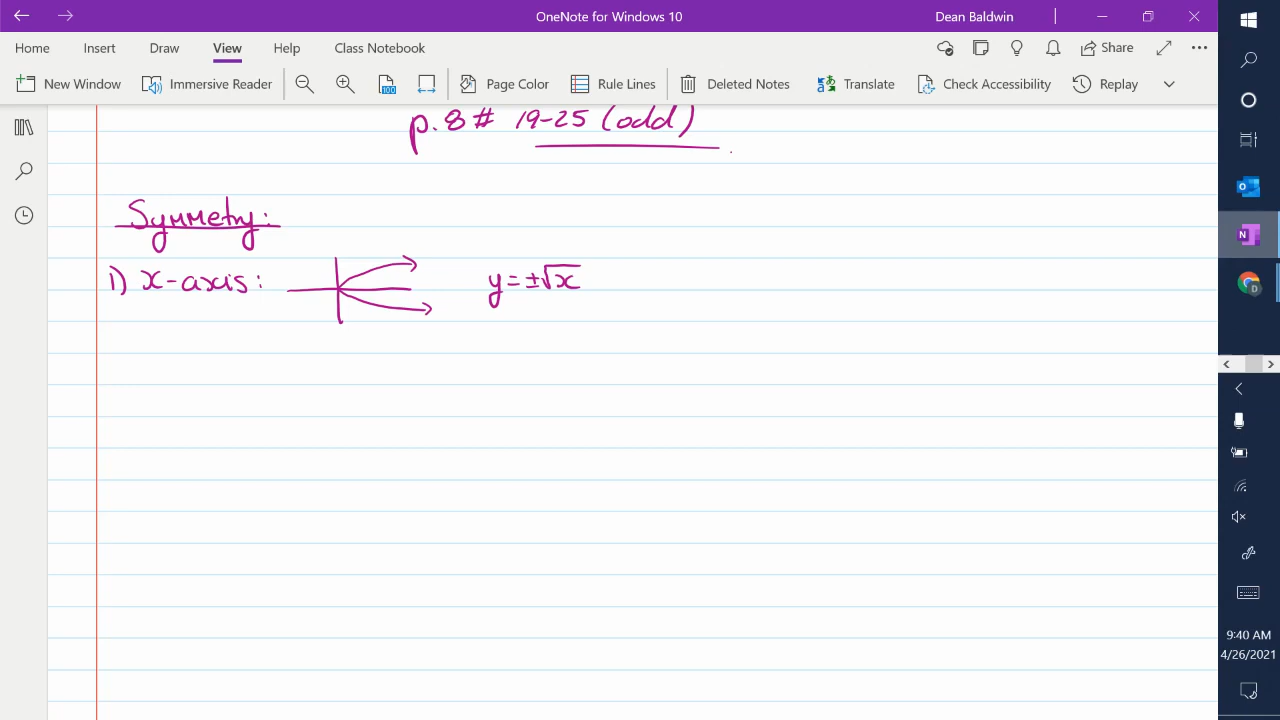 OneNote for Windows 10
Dean Baldwin
Home Insert Draw View Help Class Notebook Share
New Window Immersive Reader 100 Page Color Rule Lines Deleted Notes Translate Check Accessibility Replay
p. 8 # 19-25 (odd)
Symmetry:
1) x-axis: y = ±√x
9:40 AM
4/26/2021